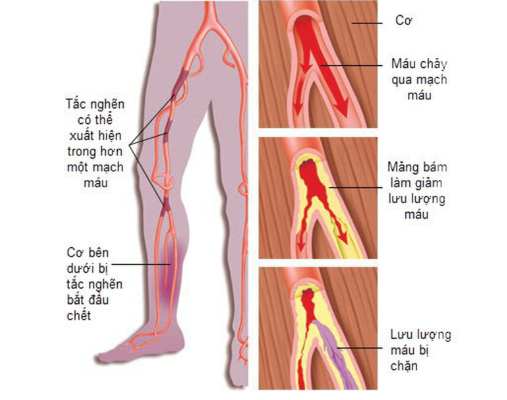 Tắc nghẽn
có thể
xuất hiện
trong hơn
một mạch
máu
Cơ bên
dưới bị
tắc nghẽn
bắt đầu
chết
Cơ
Máu chảy
qua mạch
máu
Mảng bám
làm giảm
lưu lượng
máu
Lưu lượng
máu bị
chặn